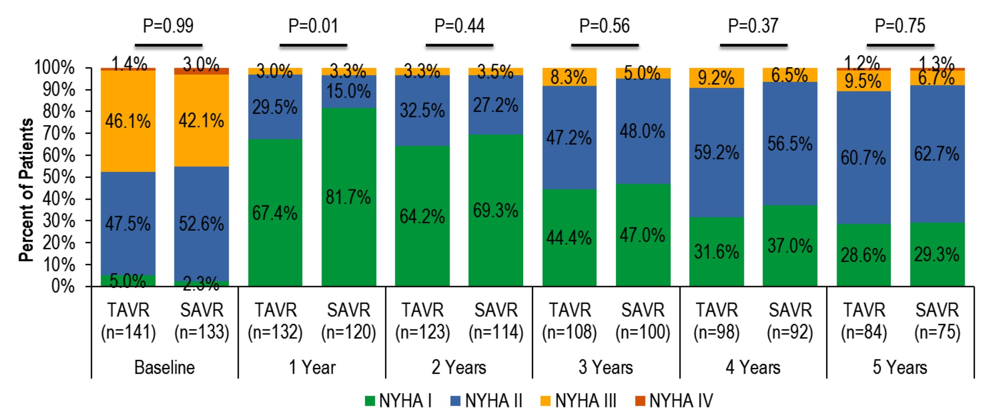 P=0.99 P=0.01 P=0.44 P=0.56 P=0.37 P=0.75
Percent of Patients
100%
90%
80%
70%
60%
50%
40%
30%
20%
10%
0%
1.4% 3.0% 3.0% 3.3% 3.3% 3.5% 8.3% 5.0% 9.2% 6.5% 1.2% 1.3%
9.5% 6.7%
46.1% 42.1% 29.5% 15.0% 32.5% 27.2% 47.2% 48.0% 59.2% 56.5% 60.7% 62.7%
47.5% 52.6% 67.4% 81.7% 64.2% 69.3% 44.4% 47.0% 31.6% 37.0% 28.6% 29.3%
5.0% 2.3%
TAVR SAVR TAVR SAVR TAVR SAVR TAVR SAVR TAVR SAVR TAVR SAVR
(n=141) (n=133) (n=132) (n=120) (n=123) (n=114) (n=108) (n=100) (n=98) (n=92) (n=84) (n=75)
Baseline 1 Year 2 Years 3 Years 4 Years 5 Years
NYHA I NYHA II NYHA III NYHA IV